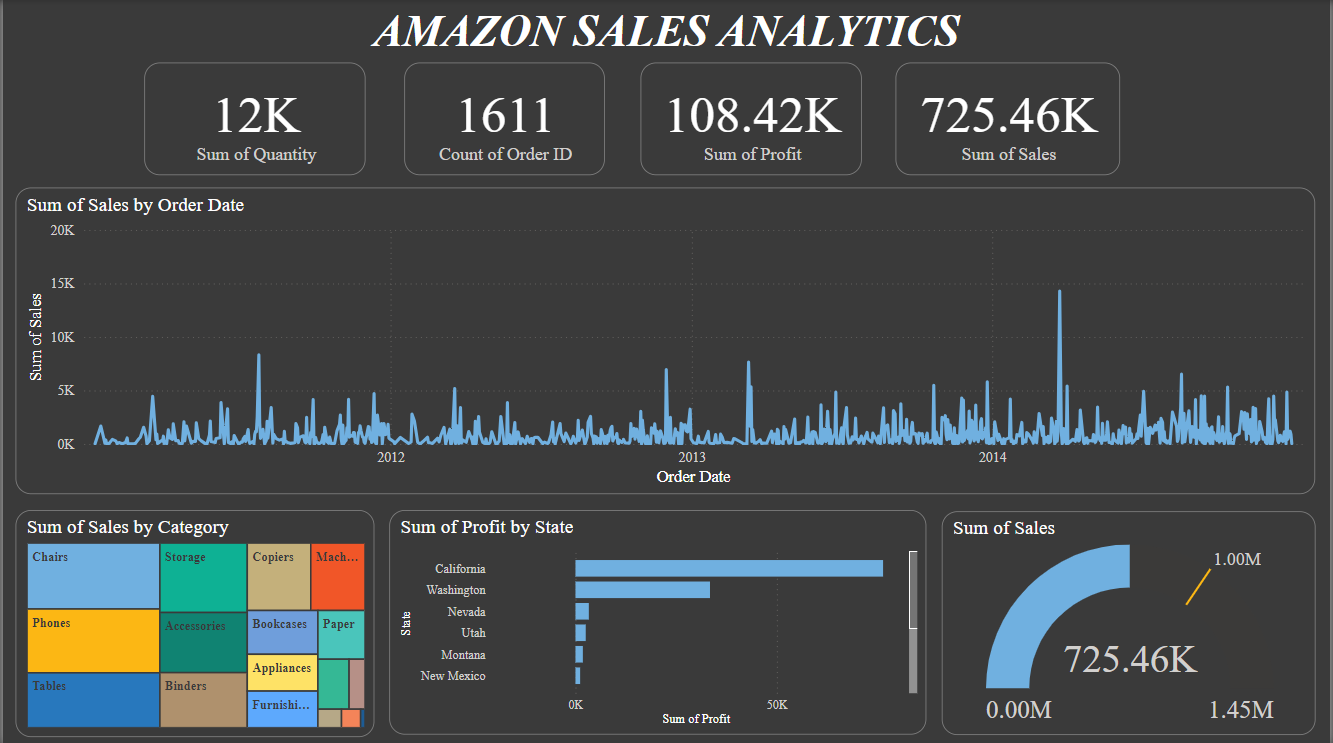 AMAZON SALES ANALYTICS
12K
Sum of Quantity
1611
Count of Order ID
108.42K
Sum of Profit
725.46K
Sum of Sales
Sum of Sales by Order Date
20K
15K
10K
5K
0K
Sum of Sales
2012
2013
2014
Order Date
Sum of Sales by Category
Chairs
Phones
Tables
Storage
Accessories
Binders
Copiers
Mach...
Bookcases
Paper
Appliances
Furnishi...
Sum of Profit by State
State
California
Washington
Nevada
Utah
Montana
New Mexico
0K
50K
Sum of Profit
Sum of Sales
1.00M
725.46K
0.00M
1.45M